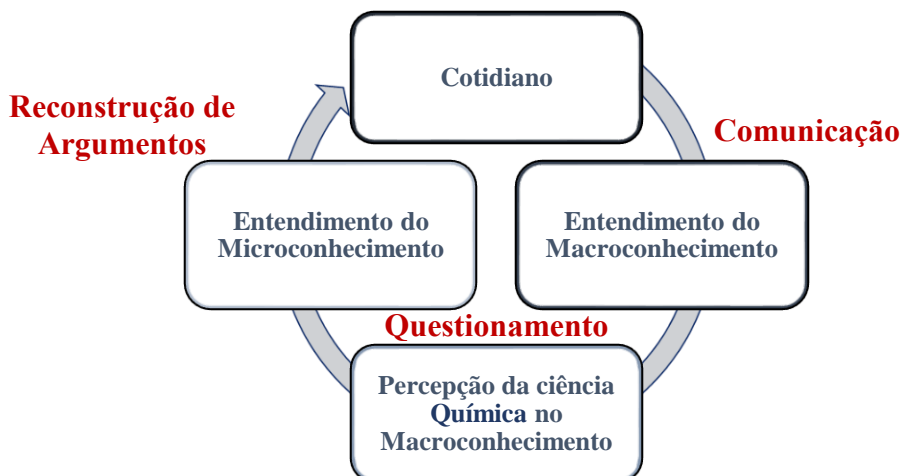 Cotidiano
Reconstrução de
Argumentos
Comunicação
Entendimento do
Microconhecimento
Entendimento do
Macroconhecimento
Questionamento
Percepção da ciência
Química no
Macroconhecimento